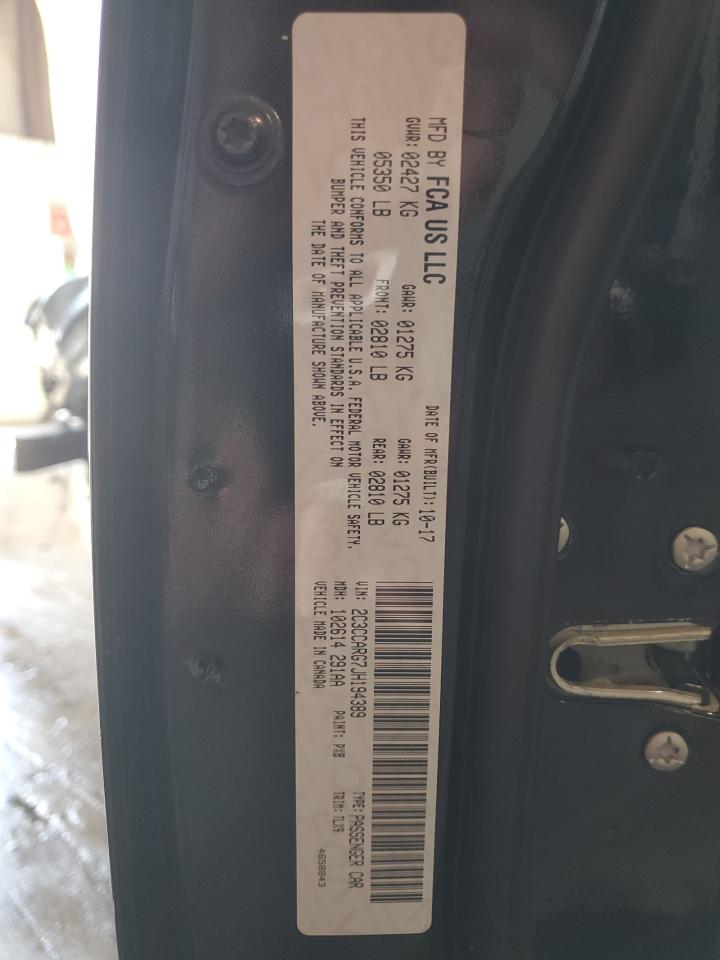 MFD BY FCA US LLC DATE OF MFR(BUILT): 10-17
GVWR: 02427 KG GAWR: 01275 KG GAWR: 01275 KG
05350 LB FRONT: 02810 LB REAR: 02810 LB
THIS VEHICLE CONFORMS TO ALL APPLICABLE U.S.A. FEDERAL MOTOR VEHICLE SAFETY,
BUMPER AND THEFT PREVENTION STANDARDS IN EFFECT ON
THE DATE OF MANUFACTURE SHOWN ABOVE.
VIN: 2C3CCARG7JH194389 TYPE: PASSENGER CAR
MDH: 102614 291AA PAINT: PX8 TRIM: TLX9
VEHICLE MADE IN CANADA 4658843